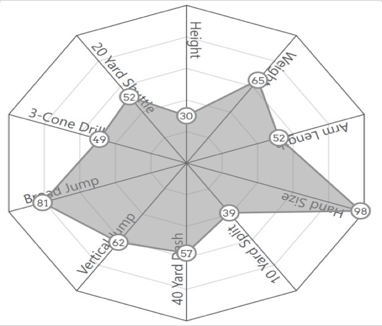 Height
30
Weight
65
Arm Length
52
Hand Size
98
10 Yard Split
39
40 Yard Dash
57
Vertical Jump
62
Broad Jump
81
3-Cone Drill
49
20 Yard Shuttle
52